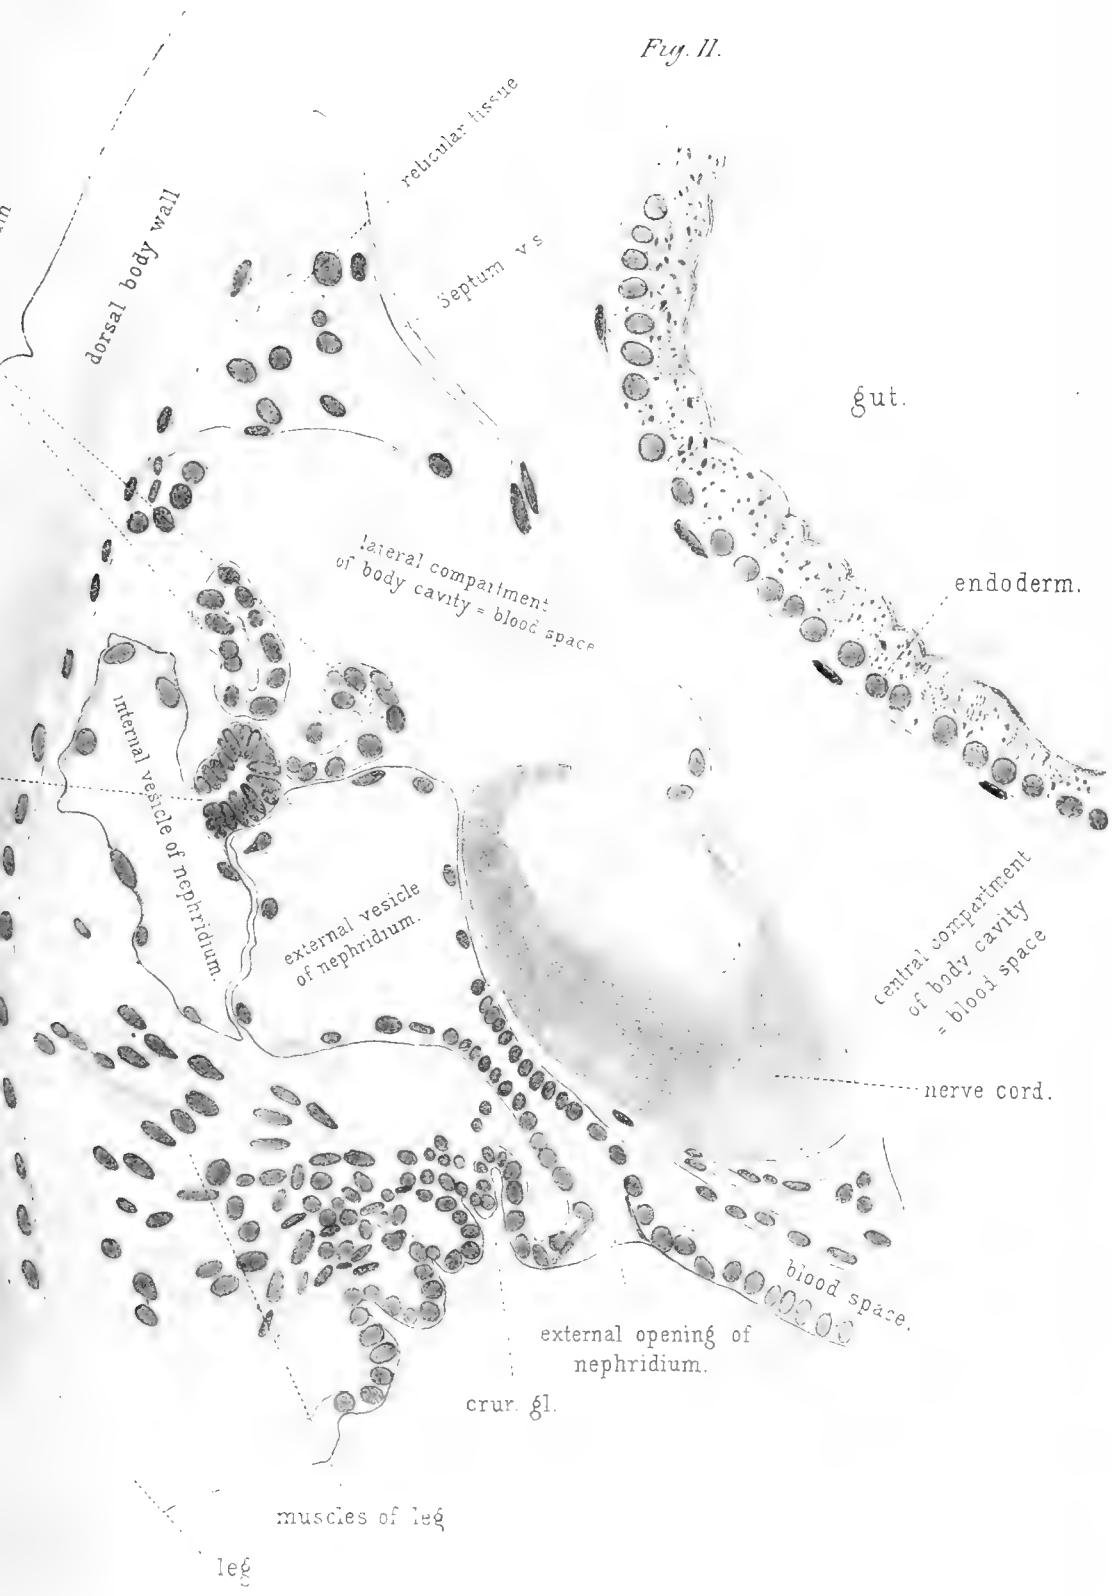 Fig. 11.
reticular tissue
dorsal body wall
Septum v s
gut.
lateral compartment
of body cavity = blood space
endoderm.
internal vesicle of nephridium.
external vesicle
of nephridium.
central compartment
of body cavity
= blood space
nerve cord.
blood space.
external opening of
nephridium.
crur. gl.
muscles of leg
leg